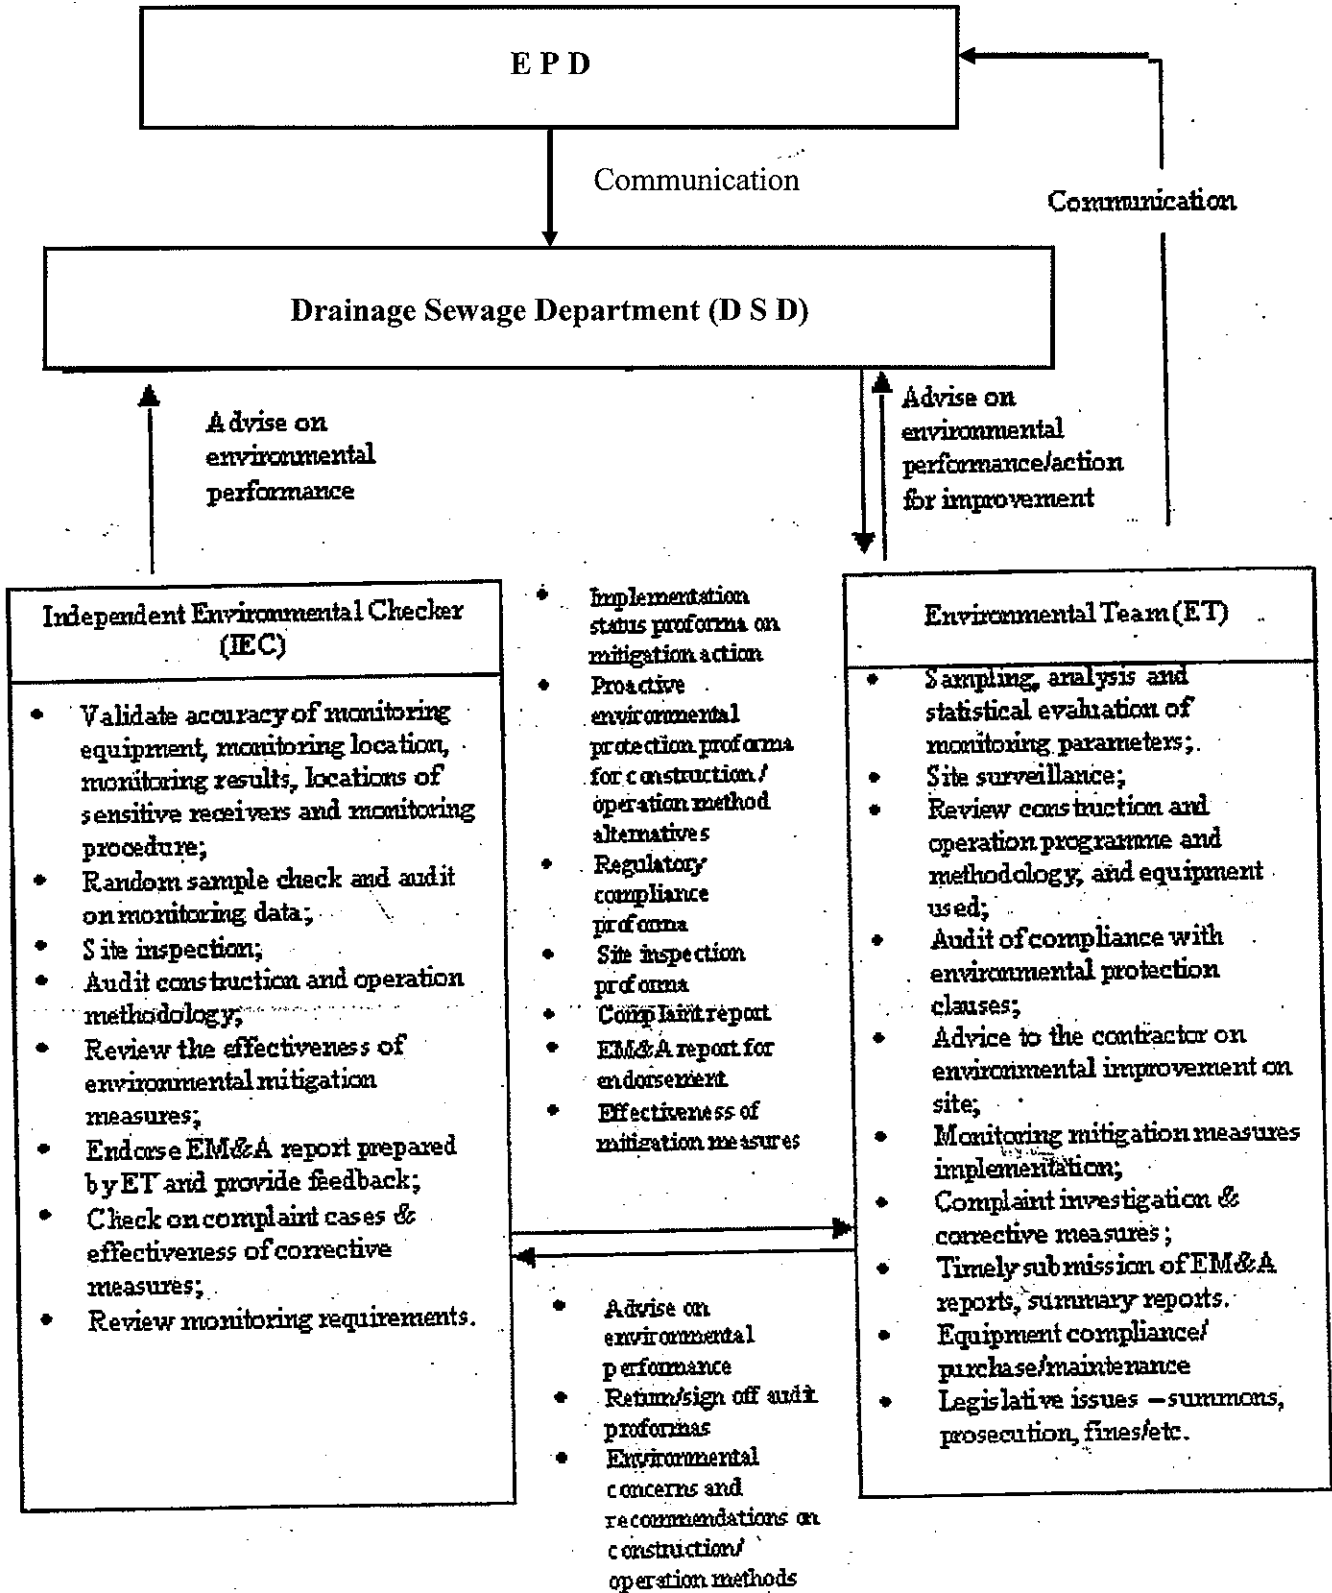 E P D
Communication
Communication
Drainage Sewage Department (D S D)
Advise on
environmental
performance
Advise on
environmental
performance/action
for improvement
Independent Environmental Checker
(IEC)
• Validate accuracy of monitoring
equipment, monitoring location,
monitoring results, locations of
sensitive receivers and monitoring
procedure;
• Random sample check and audit
on monitoring data;
• Site inspection;
• Audit construction and operation
methodology;
• Review the effectiveness of
environmental mitigation
measures;
• Endorse EM&A report prepared
by ET and provide feedback;
• Check on complaint cases &
effectiveness of corrective
measures;
• Review monitoring requirements.
• Implementation
status proforma on
mitigation action
• Proactive
environmental
protection proforma
for construction/
operation method
alternatives
• Regulatory
compliance
proforma
• Site inspection
proforma
• Complaint report
• EM&A report for
endorsement
• Effectiveness of
mitigation measures
• Advise on
environmental
performance
• Return/sign off audit
proformas
• Environmental
concerns and
recommendations on
construction/
operation methods
Environmental Team (ET)
• Sampling, analysis and
statistical evaluation of
monitoring parameters;
• Site surveillance;
• Review construction and
operation programme and
methodology, and equipment
used;
• Audit of compliance with
environmental protection
clauses;
• Advice to the contractor on
environmental improvement on
site;
• Monitoring mitigation measures
implementation;
• Complaint investigation &
corrective measures;
• Timely submission of EM&A
reports, summary reports.
• Equipment compliance/
purchase/maintenance
• Legislative issues – summons,
prosecution, fines/etc.